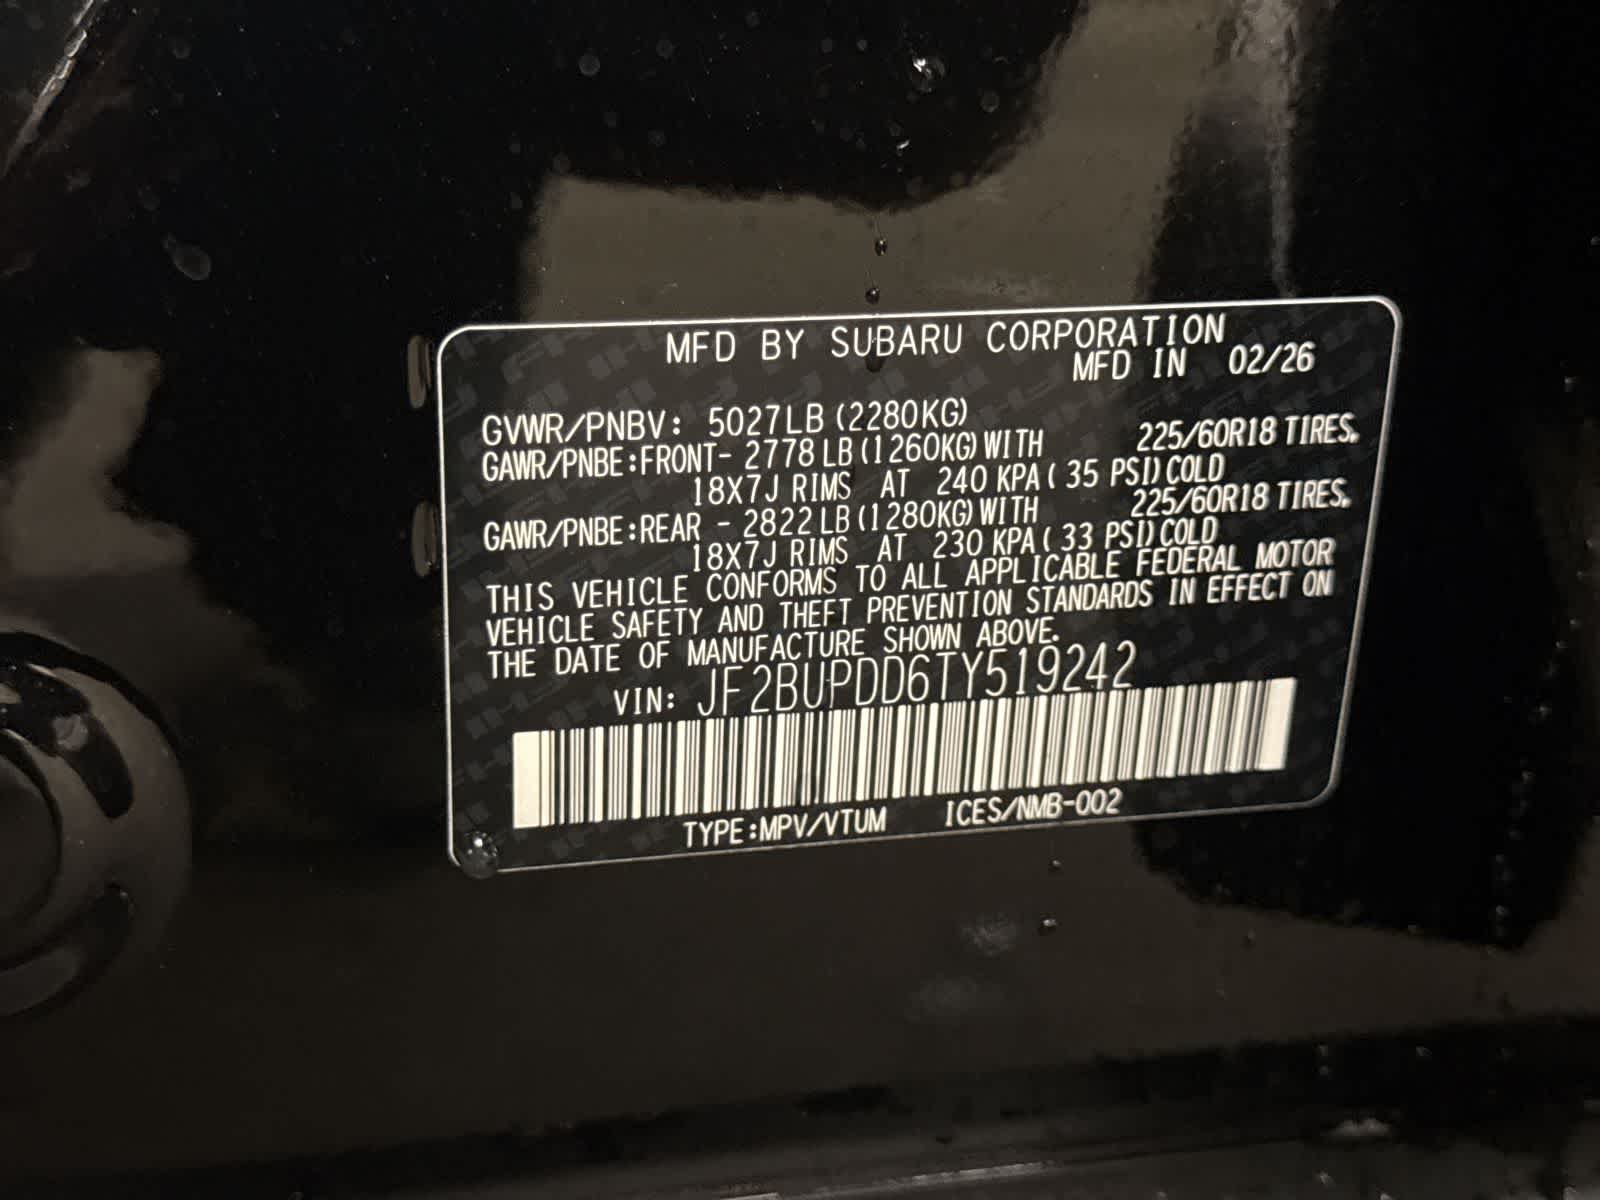 MFD BY SUBARU CORPORATION
MFD IN 02/26
GVWR/PNBV: 5027LB (2280KG)
GAWR/PNBE:FRONT- 2778 LB (1260KG) WITH 225/60R18 TIRES.
18X7J RIMS AT 240 KPA ( 35 PSI) COLD
GAWR/PNBE:REAR - 2822 LB (1280KG) WITH 225/60R18 TIRES.
18X7J RIMS AT 230 KPA ( 33 PSI) COLD
THIS VEHICLE CONFORMS TO ALL APPLICABLE FEDERAL MOTOR
VEHICLE SAFETY AND THEFT PREVENTION STANDARDS IN EFFECT ON
THE DATE OF MANUFACTURE SHOWN ABOVE.
VIN: JF2BUPDD6TY519242
TYPE:MPV/VTUM ICES/NMB-002